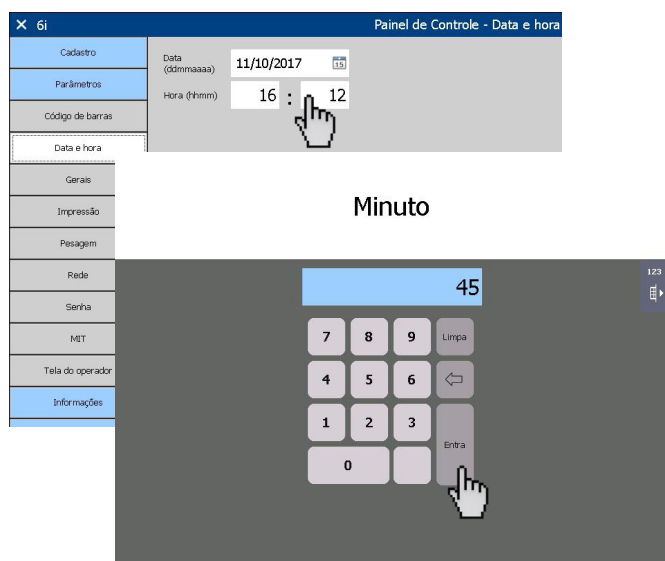 ✕ 6i
Painel de Controle - Data e hora
Cadastro
Parâmetros
Código de barras
Data e hora
Gerais
Impressão
Pesagem
Rede
Senha
MIT
Tela do operador
Informações
Data
(ddmmaaaa)
11/10/2017
15
Hora (hhmm)
16 : 12
Minuto
45
123
7 8 9 Limpa
4 5 6
1 2 3
Entra
0